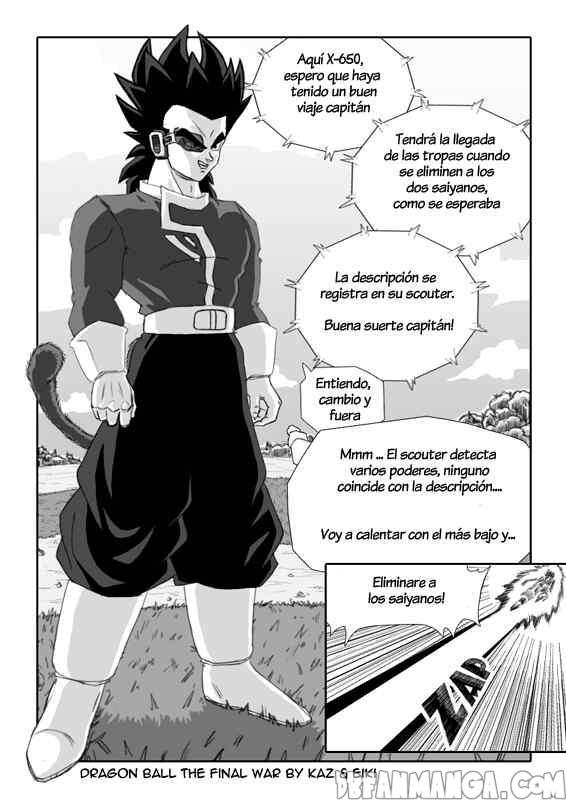 Aquí X-650,
espero que haya
tenido un buen
viaje capitán
Tendrá la llegada
de las tropas cuando
se eliminen a los
dos saiyanos,
como se esperaba
La descripción se
registra en su scouter.
Buena suerte capitán!
Entiendo,
cambio y
fuera
Mmm ... El scouter detecta
varios poderes, ninguno
coincide con la descripción....
Voy a calentar con el más bajo y...
Eliminare a
los saiyanos!
ZAP
DRAGON BALL THE FINAL WAR BY KAZ & EIKI
DBFANMANGA.COM